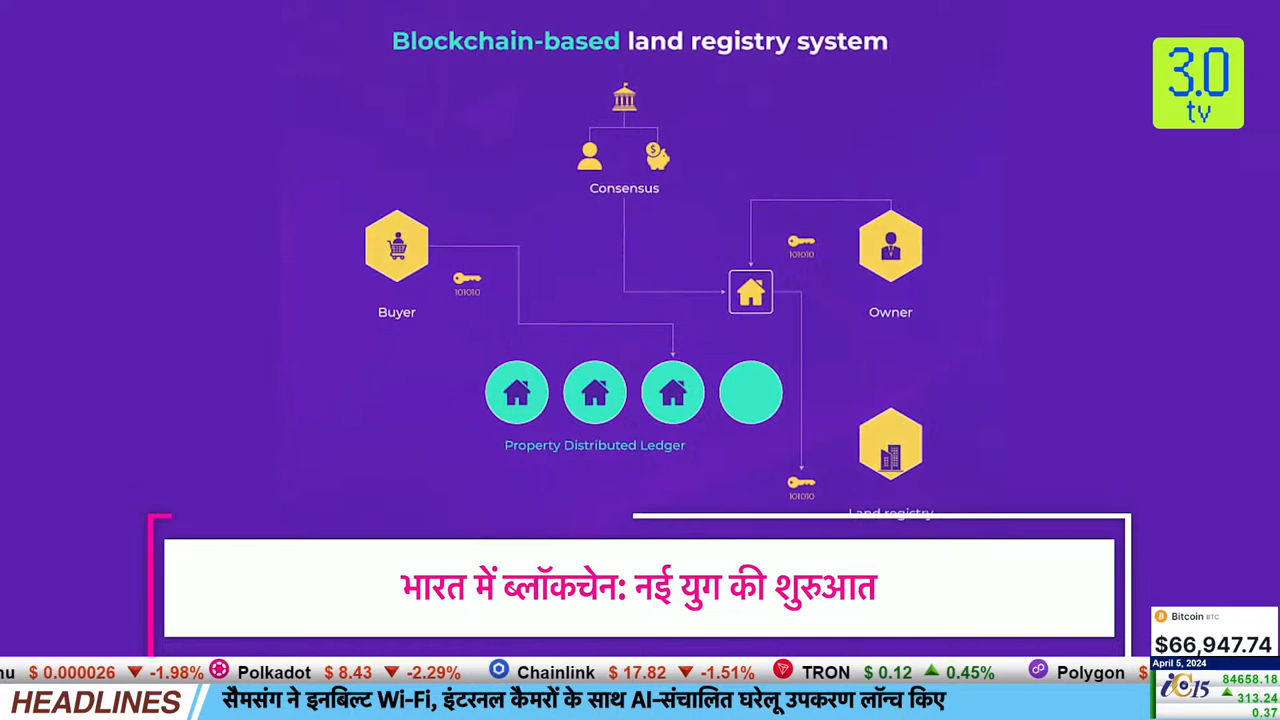 Blockchain-based land registry system
3.0
tv
Consensus
101010
101010
Buyer
Owner
Property Distributed Ledger
101010
Land registry
भारत में ब्लॉकचेन: नई युग की शुरुआत
Bitcoin BTC
$66,947.74
April 5, 2024
nu $ 0.000026 -1.98% Polkadot $ 8.43 -2.29% Chainlink $ 17.82 -1.51% TRON $ 0.12 0.45% Polygon $
84658.18
313.24
0.37
HEADLINES
सैमसंग ने इनबिल्ट Wi-Fi, इंटरनल कैमरों के साथ AI-संचालित घरेलू उपकरण लॉन्च किए